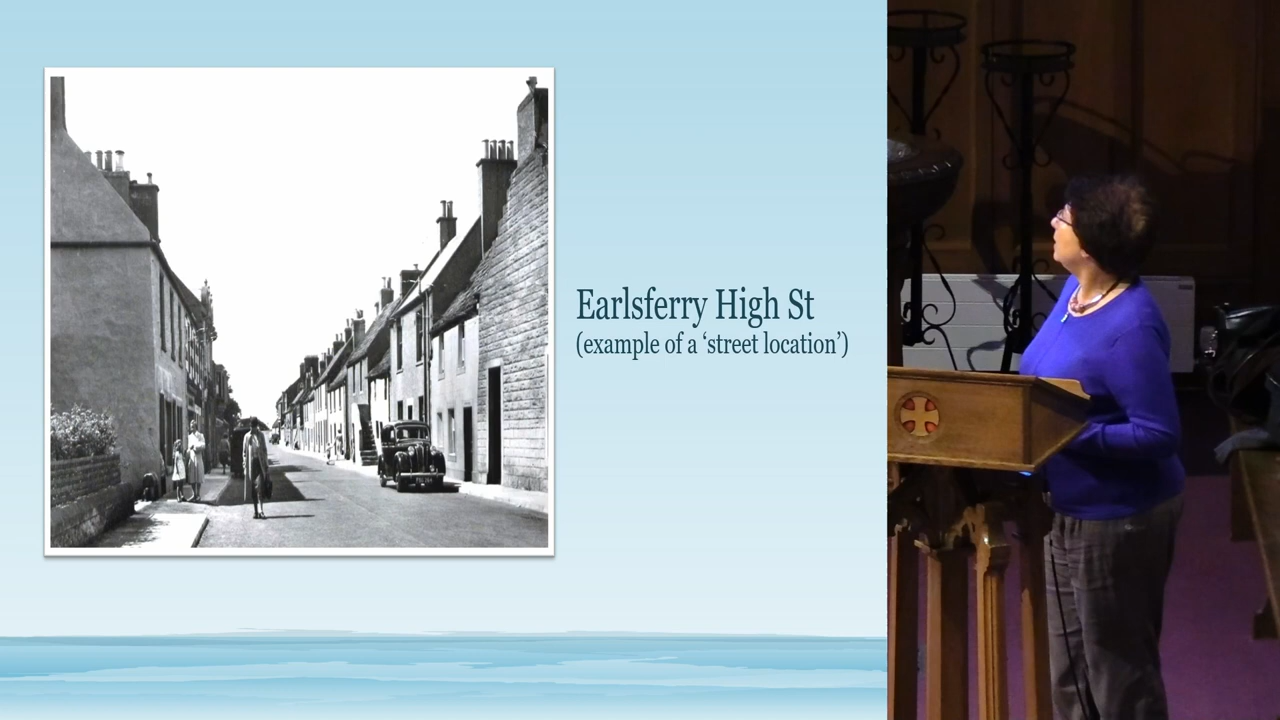 Earlsferry High St
(example of a ‘street location’)